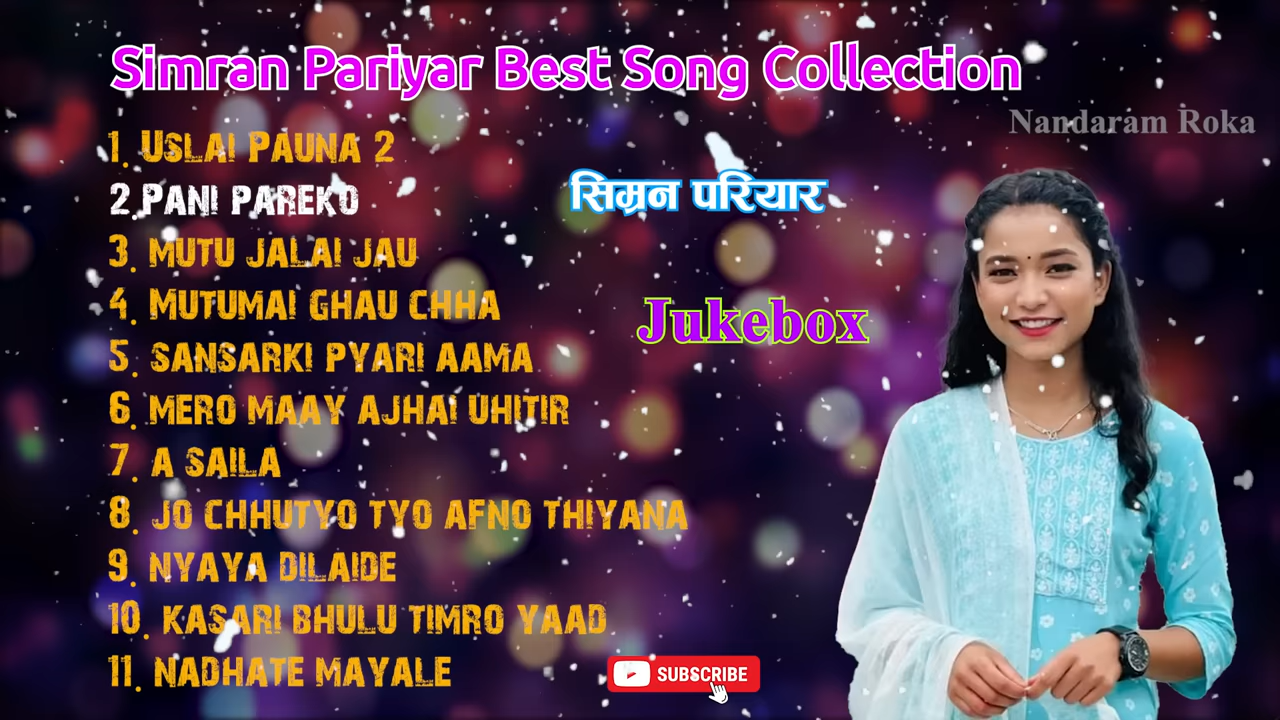 Simran Pariyar Best Song Collection
Nandaram Roka
1. USLAI PAUNA 2
2. PANI PAREKO
3. MUTU JALAI JAU
4. MUTUMAI GHAU CHHA
5. SANSARKI PYARI AAMA
6. MERO MAAY AJHAI UHITIR
7. A SAILA
8. JO CHHUTYO TYO AFNO THIYANA
9. NYAYA DILAIDE
10. KASARI BHULU TIMRO YAAD
11. NADHATE MAYALE
सिम्रन परियार
Jukebox
SUBSCRIBE